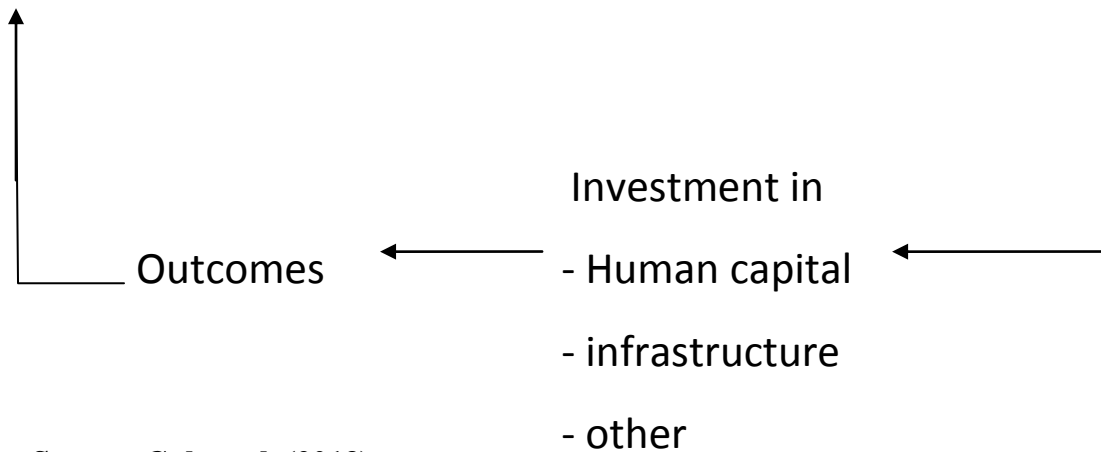 Investment in
Outcomes
- Human capital
- infrastructure
- other